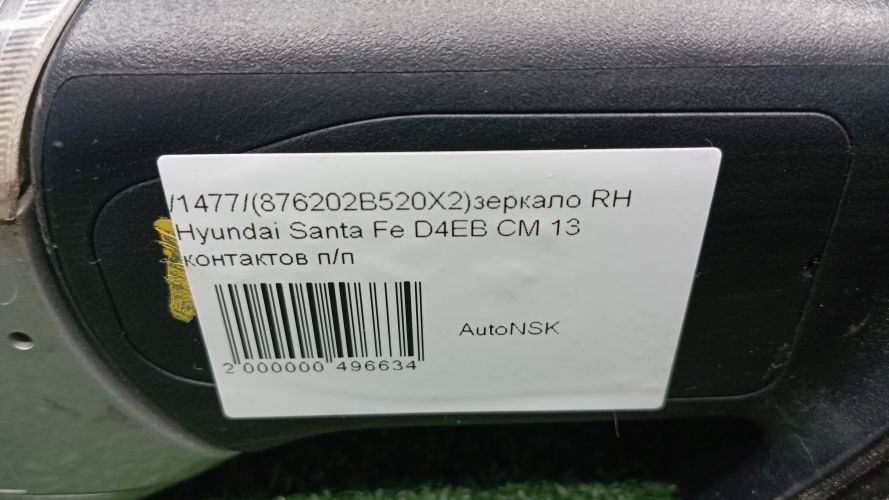 /1477/(876202B520X2)зеркало RH
Hyundai Santa Fe D4EB CM 13
контактов п/п
AutoNSK
2 000000 496634